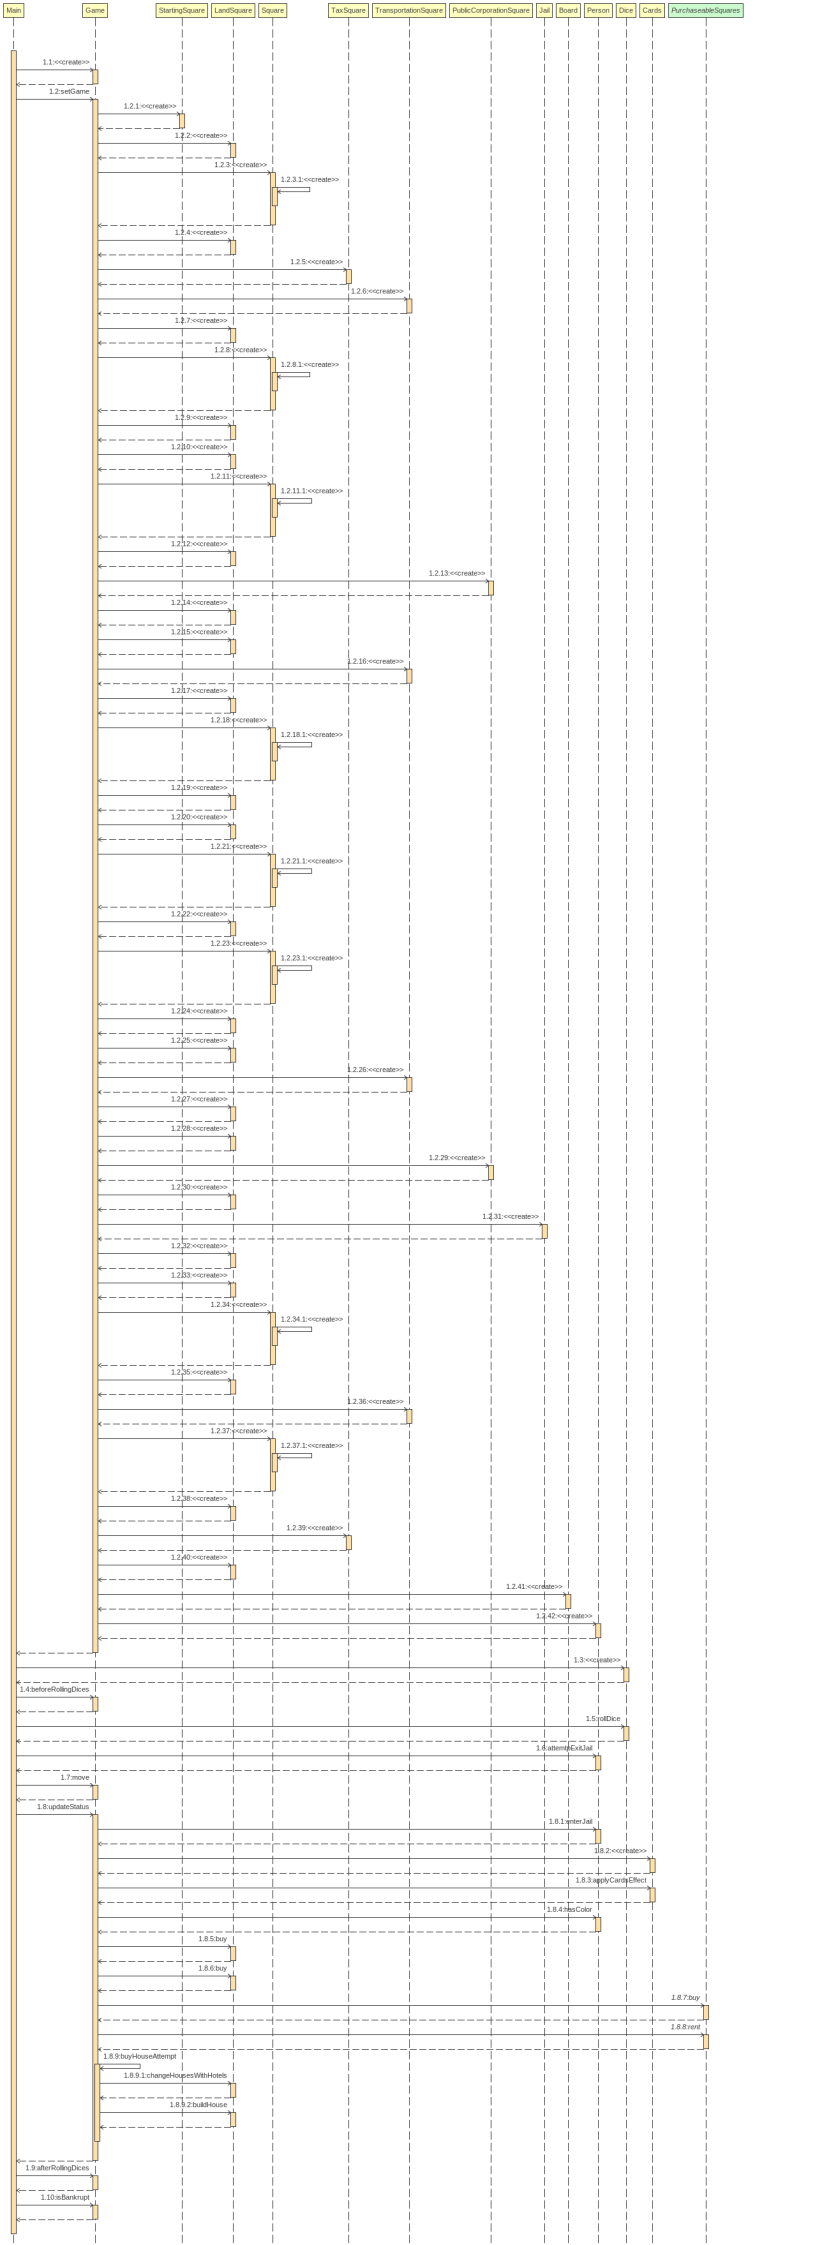 Main Game StartingSquare LandSquare Square TaxSquare TransportationSquare PublicCorporationSquare Jail Board Person Dice Cards PurchaseableSquares
1.1:<<create>>
1.2:setGame
1.2.1:<<create>>
1.2.2:<<create>>
1.2.3:<<create>>
1.2.3.1:<<create>>
1.2.4:<<create>>
1.2.5:<<create>>
1.2.6:<<create>>
1.2.7:<<create>>
1.2.8:<<create>>
1.2.8.1:<<create>>
1.2.9:<<create>>
1.2.10:<<create>>
1.2.11:<<create>>
1.2.11.1:<<create>>
1.2.12:<<create>>
1.2.13:<<create>>
1.2.14:<<create>>
1.2.15:<<create>>
1.2.16:<<create>>
1.2.17:<<create>>
1.2.18:<<create>>
1.2.18.1:<<create>>
1.2.19:<<create>>
1.2.20:<<create>>
1.2.21:<<create>>
1.2.21.1:<<create>>
1.2.22:<<create>>
1.2.23:<<create>>
1.2.23.1:<<create>>
1.2.24:<<create>>
1.2.25:<<create>>
1.2.26:<<create>>
1.2.27:<<create>>
1.2.28:<<create>>
1.2.29:<<create>>
1.2.30:<<create>>
1.2.31:<<create>>
1.2.32:<<create>>
1.2.33:<<create>>
1.2.34:<<create>>
1.2.34.1:<<create>>
1.2.35:<<create>>
1.2.36:<<create>>
1.2.37:<<create>>
1.2.37.1:<<create>>
1.2.38:<<create>>
1.2.39:<<create>>
1.2.40:<<create>>
1.2.41:<<create>>
1.2.42:<<create>>
1.3:<<create>>
1.4:beforeRollingDices
1.5:rollDice
1.6:attemptExitJail
1.7:move
1.8:updateStatus
1.8.1:enterJail
1.8.2:<<create>>
1.8.3:applyCardsEffect
1.8.4:hasColor
1.8.5:buy
1.8.6:buy
1.8.7:buy
1.8.8:rent
1.8.9:buyHouseAttempt
1.8.9.1:changeHousesWithHotels
1.8.9.2:buildHouse
1.9:afterRollingDices
1.10:isBankrupt